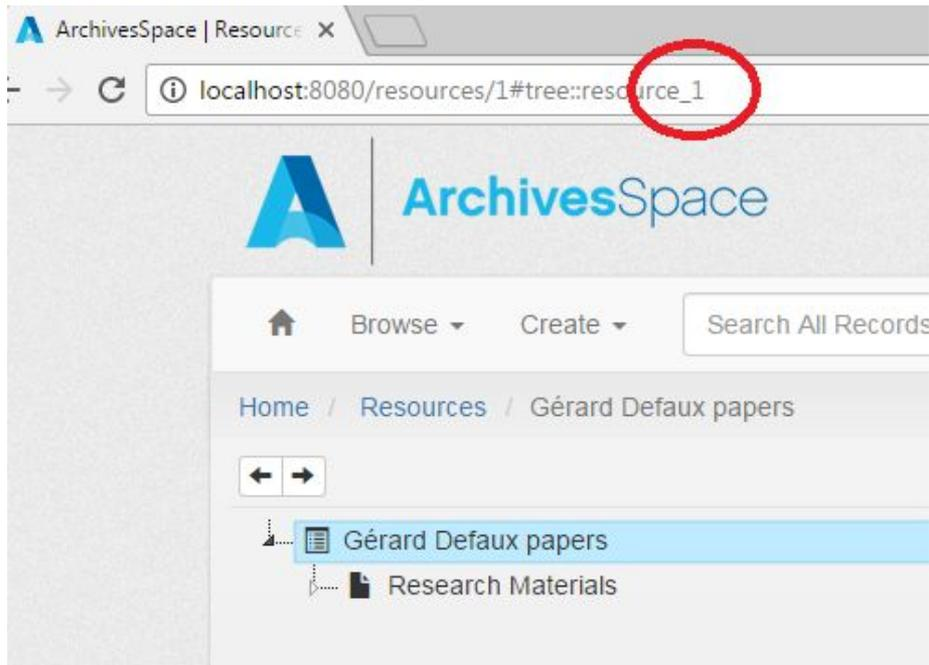 ArchivesSpace | Resource
localhost:8080/resources/1#tree::resource_1
ArchivesSpace
Browse Create Search All Records
Home / Resources / Gérard Defaux papers
Gérard Defaux papers
Research Materials